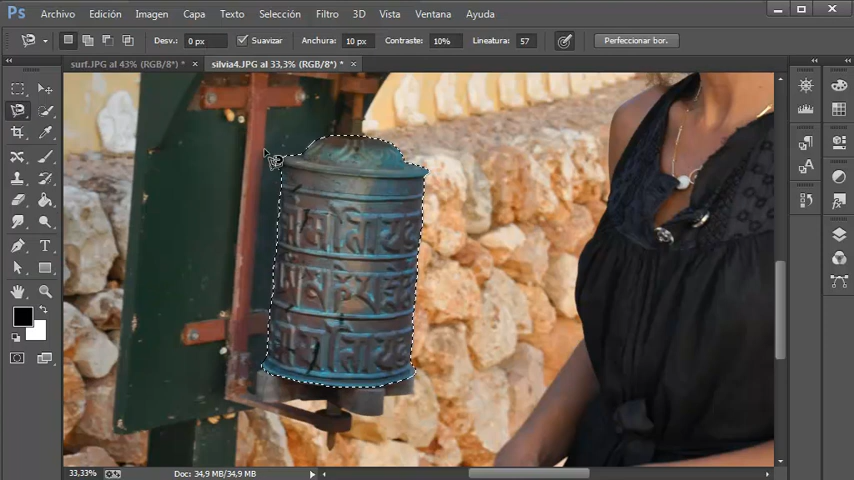 Ps Archivo Edición Imagen Capa Texto Selección Filtro 3D Vista Ventana Ayuda
Desv.: 0 px Suavizar Anchura: 10 px Contraste: 10% Lineatura: 57 Perfeccionar bor.
surf.JPG al 43% (RGB/8*) * × silvia4.JPG al 33,3% (RGB/8*) * ×
33,33% Doc: 34,9 MB/34,9 MB